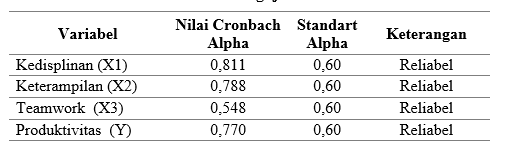 Variabel Nilai Cronbach Alpha Standart Alpha Keterangan
Kedisplinan (X1) 0,811 0,60 Reliabel
Keterampilan (X2) 0,788 0,60 Reliabel
Teamwork (X3) 0,548 0,60 Reliabel
Produktivitas (Y) 0,770 0,60 Reliabel